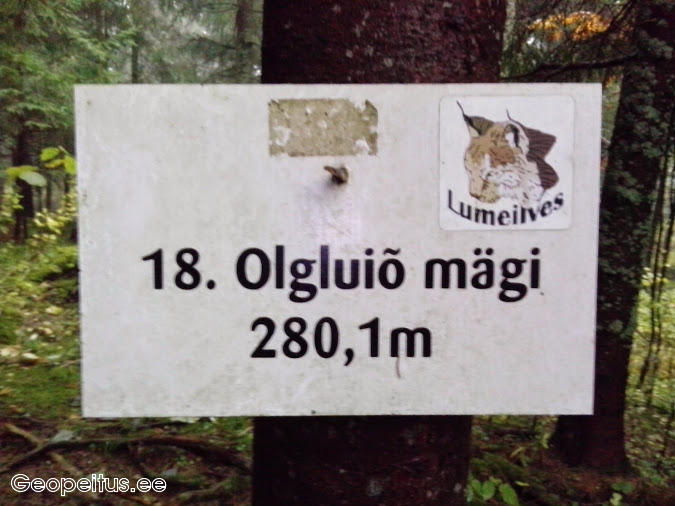 Lumeilves
18. Olgluiõ mägi
280,1m
Geopeitus.ee